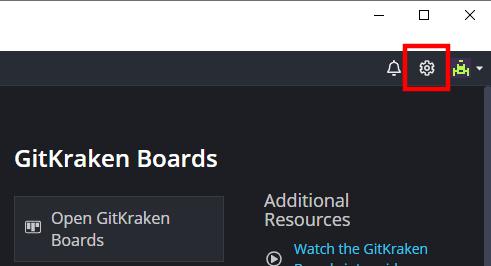 GitKraken Boards
Open GitKraken
Boards
Additional
Resources
Watch the GitKraken